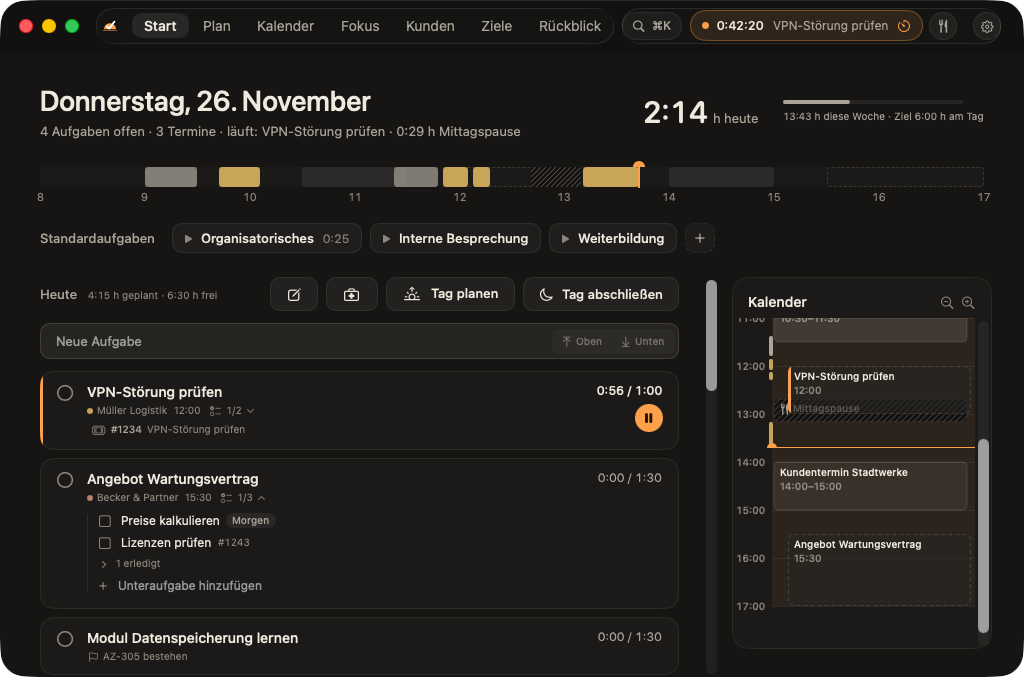 Start Plan Kalender Fokus Kunden Ziele Rückblick ⌘K 0:42:20 VPN-Störung prüfen
Donnerstag, 26. November
4 Aufgaben offen · 3 Termine · läuft: VPN-Störung prüfen · 0:29 h Mittagspause
2:14 h heute
13:43 h diese Woche · Ziel 6:00 h am Tag
8 9 10 11 12 13 14 15 16 17
Standardaufgaben Organisatorisches 0:25 Interne Besprechung Weiterbildung +
Heute 4:15 h geplant · 6:30 h frei Tag planen Tag abschließen
Neue Aufgabe Oben Unten
VPN-Störung prüfen 0:56 / 1:00
Müller Logistik 12:00 1/2
#1234 VPN-Störung prüfen
Angebot Wartungsvertrag 0:00 / 1:30
Becker & Partner 15:30 1/3
Preise kalkulieren Morgen
Lizenzen prüfen #1243
1 erledigt
+ Unteraufgabe hinzufügen
Modul Datenspeicherung lernen 0:00 / 1:30
AZ-305 bestehen
Kalender
11:00 10:30–11:30
12:00
VPN-Störung prüfen
12:00
Mittagspause
13:00
14:00
Kundentermin Stadtwerke
14:00–15:00
15:00
Angebot Wartungsvertrag
15:30
16:00
17:00